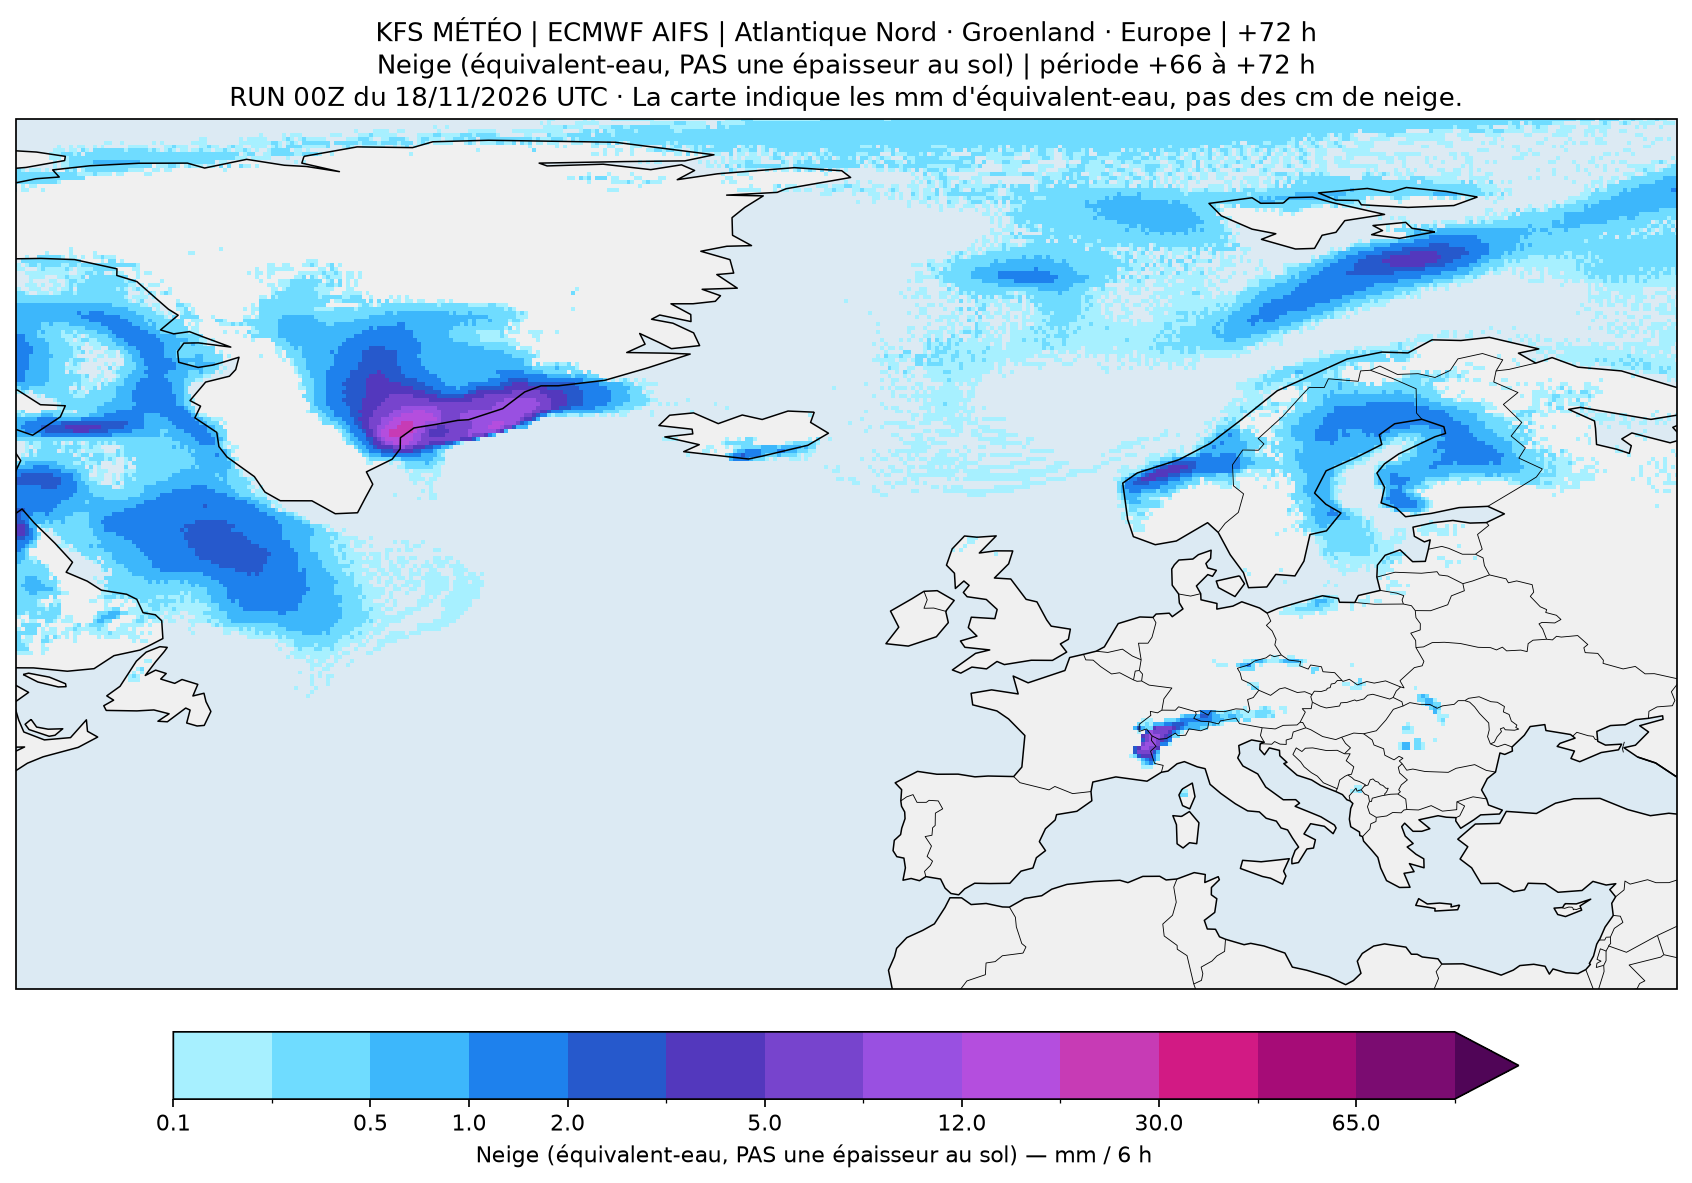 KFS MÉTÉO | ECMWF AIFS | Atlantique Nord · Groenland · Europe | +72 h
Neige (équivalent-eau, PAS une épaisseur au sol) | période +66 à +72 h
RUN 00Z du 18/11/2026 UTC · La carte indique les mm d'équivalent-eau, pas des cm de neige.
0.1 0.5 1.0 2.0 5.0 12.0 30.0 65.0
Neige (équivalent-eau, PAS une épaisseur au sol) — mm / 6 h